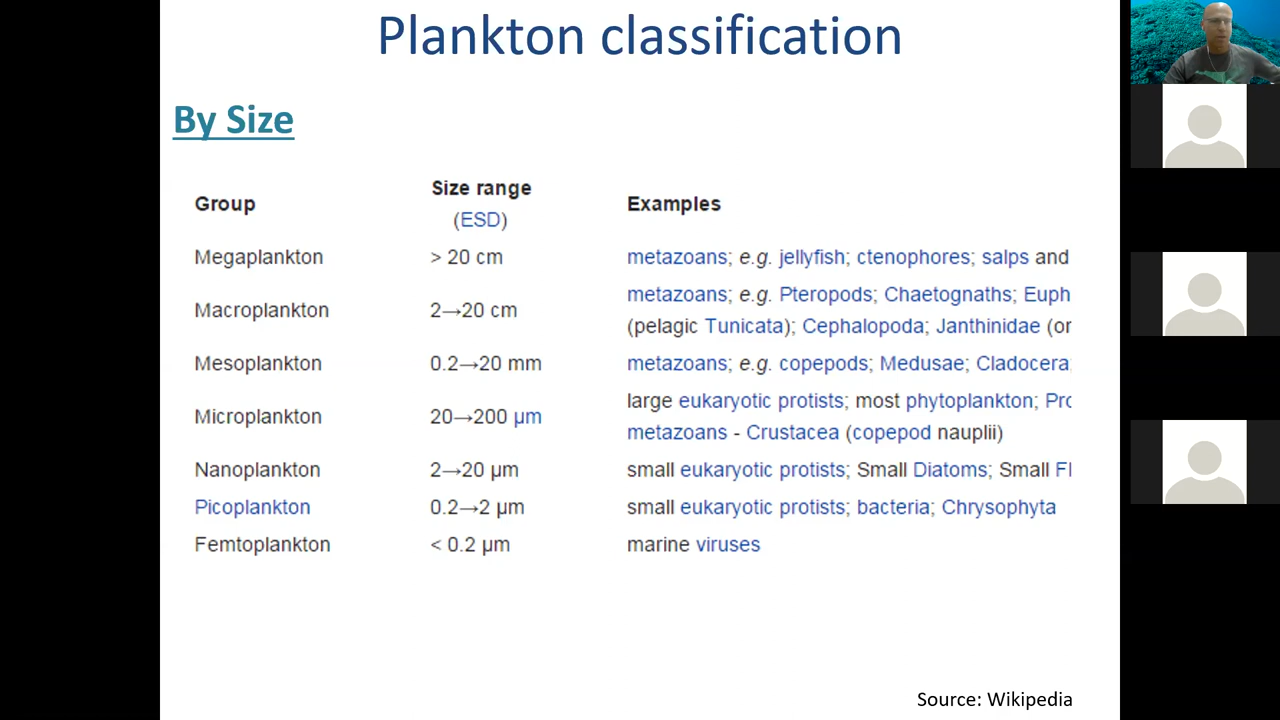 Plankton classification
By Size
Group Size range (ESD) Examples
Megaplankton > 20 cm metazoans; e.g. jellyfish; ctenophores; salps and
Macroplankton 2→20 cm metazoans; e.g. Pteropods; Chaetognaths; Euph
(pelagic Tunicata); Cephalopoda; Janthinidae (or
Mesoplankton 0.2→20 mm metazoans; e.g. copepods; Medusae; Cladocera;
Microplankton 20→200 µm large eukaryotic protists; most phytoplankton; Pro
metazoans - Crustacea (copepod nauplii)
Nanoplankton 2→20 µm small eukaryotic protists; Small Diatoms; Small Fl
Picoplankton 0.2→2 µm small eukaryotic protists; bacteria; Chrysophyta
Femtoplankton < 0.2 µm marine viruses
Source: Wikipedia